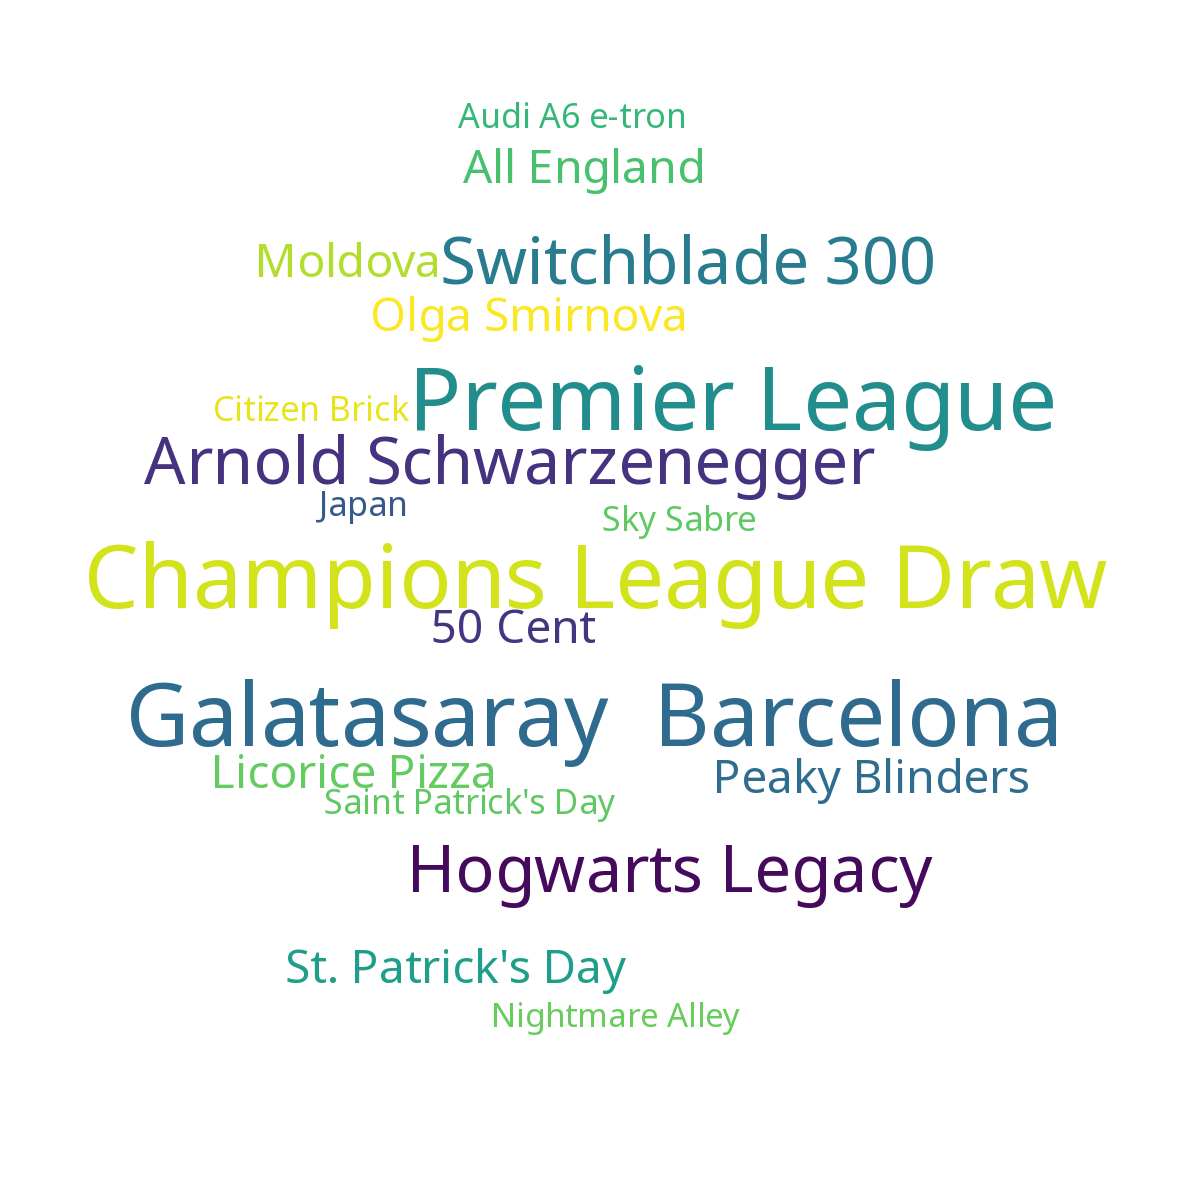 Audi A6 e-tron
All England
Moldova
Switchblade 300
Olga Smirnova
Premier League
Citizen Brick
Arnold Schwarzenegger
Japan
Sky Sabre
Champions League Draw
50 Cent
Galatasaray Barcelona
Licorice Pizza
Peaky Blinders
Saint Patrick's Day
Hogwarts Legacy
St. Patrick's Day
Nightmare Alley